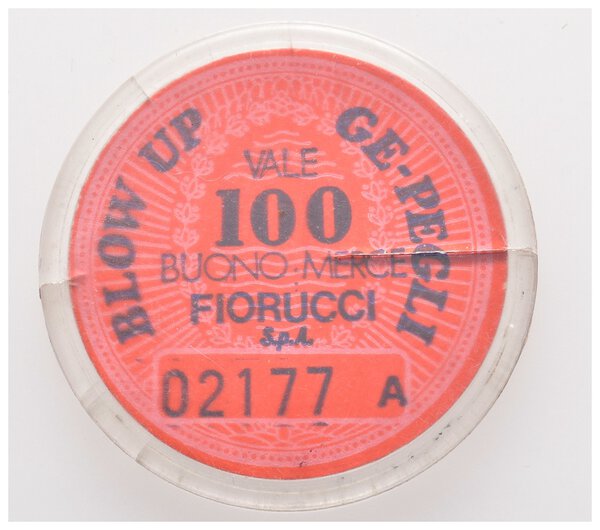 BLOW UP
GE-PEGLI
VALE
100
BUONO-MERCE
FIORUCCI
S.p.A.
02177 A